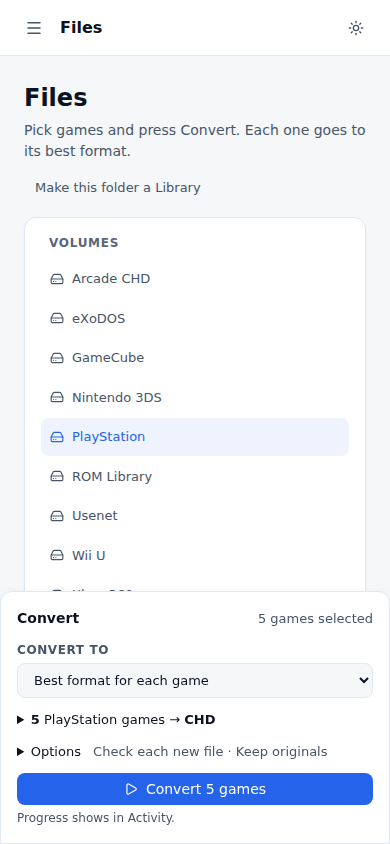 Files
Files
Pick games and press Convert. Each one goes to
its best format.
Make this folder a Library
VOLUMES
Arcade CHD
eXoDOS
GameCube
Nintendo 3DS
PlayStation
ROM Library
Usenet
Wii U
Convert
5 games selected
CONVERT TO
Best format for each game
5 PlayStation games → CHD
Options Check each new file · Keep originals
Convert 5 games
Progress shows in Activity.